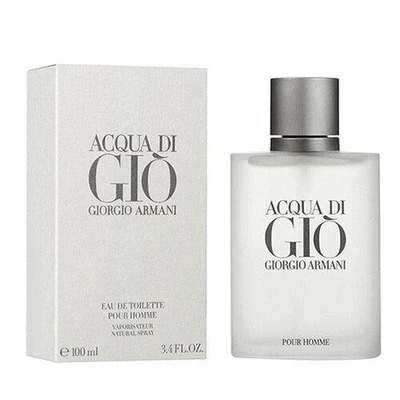 ACQUA DI
GIÒ
GIORGIO ARMANI
EAU DE TOILETTE
POUR HOMME
VAPORISATEUR
NATURAL SPRAY
℮ 100 ml 3.4 FL.OZ.
ACQUA DI
GIÒ
GIORGIO ARMANI
POUR HOMME